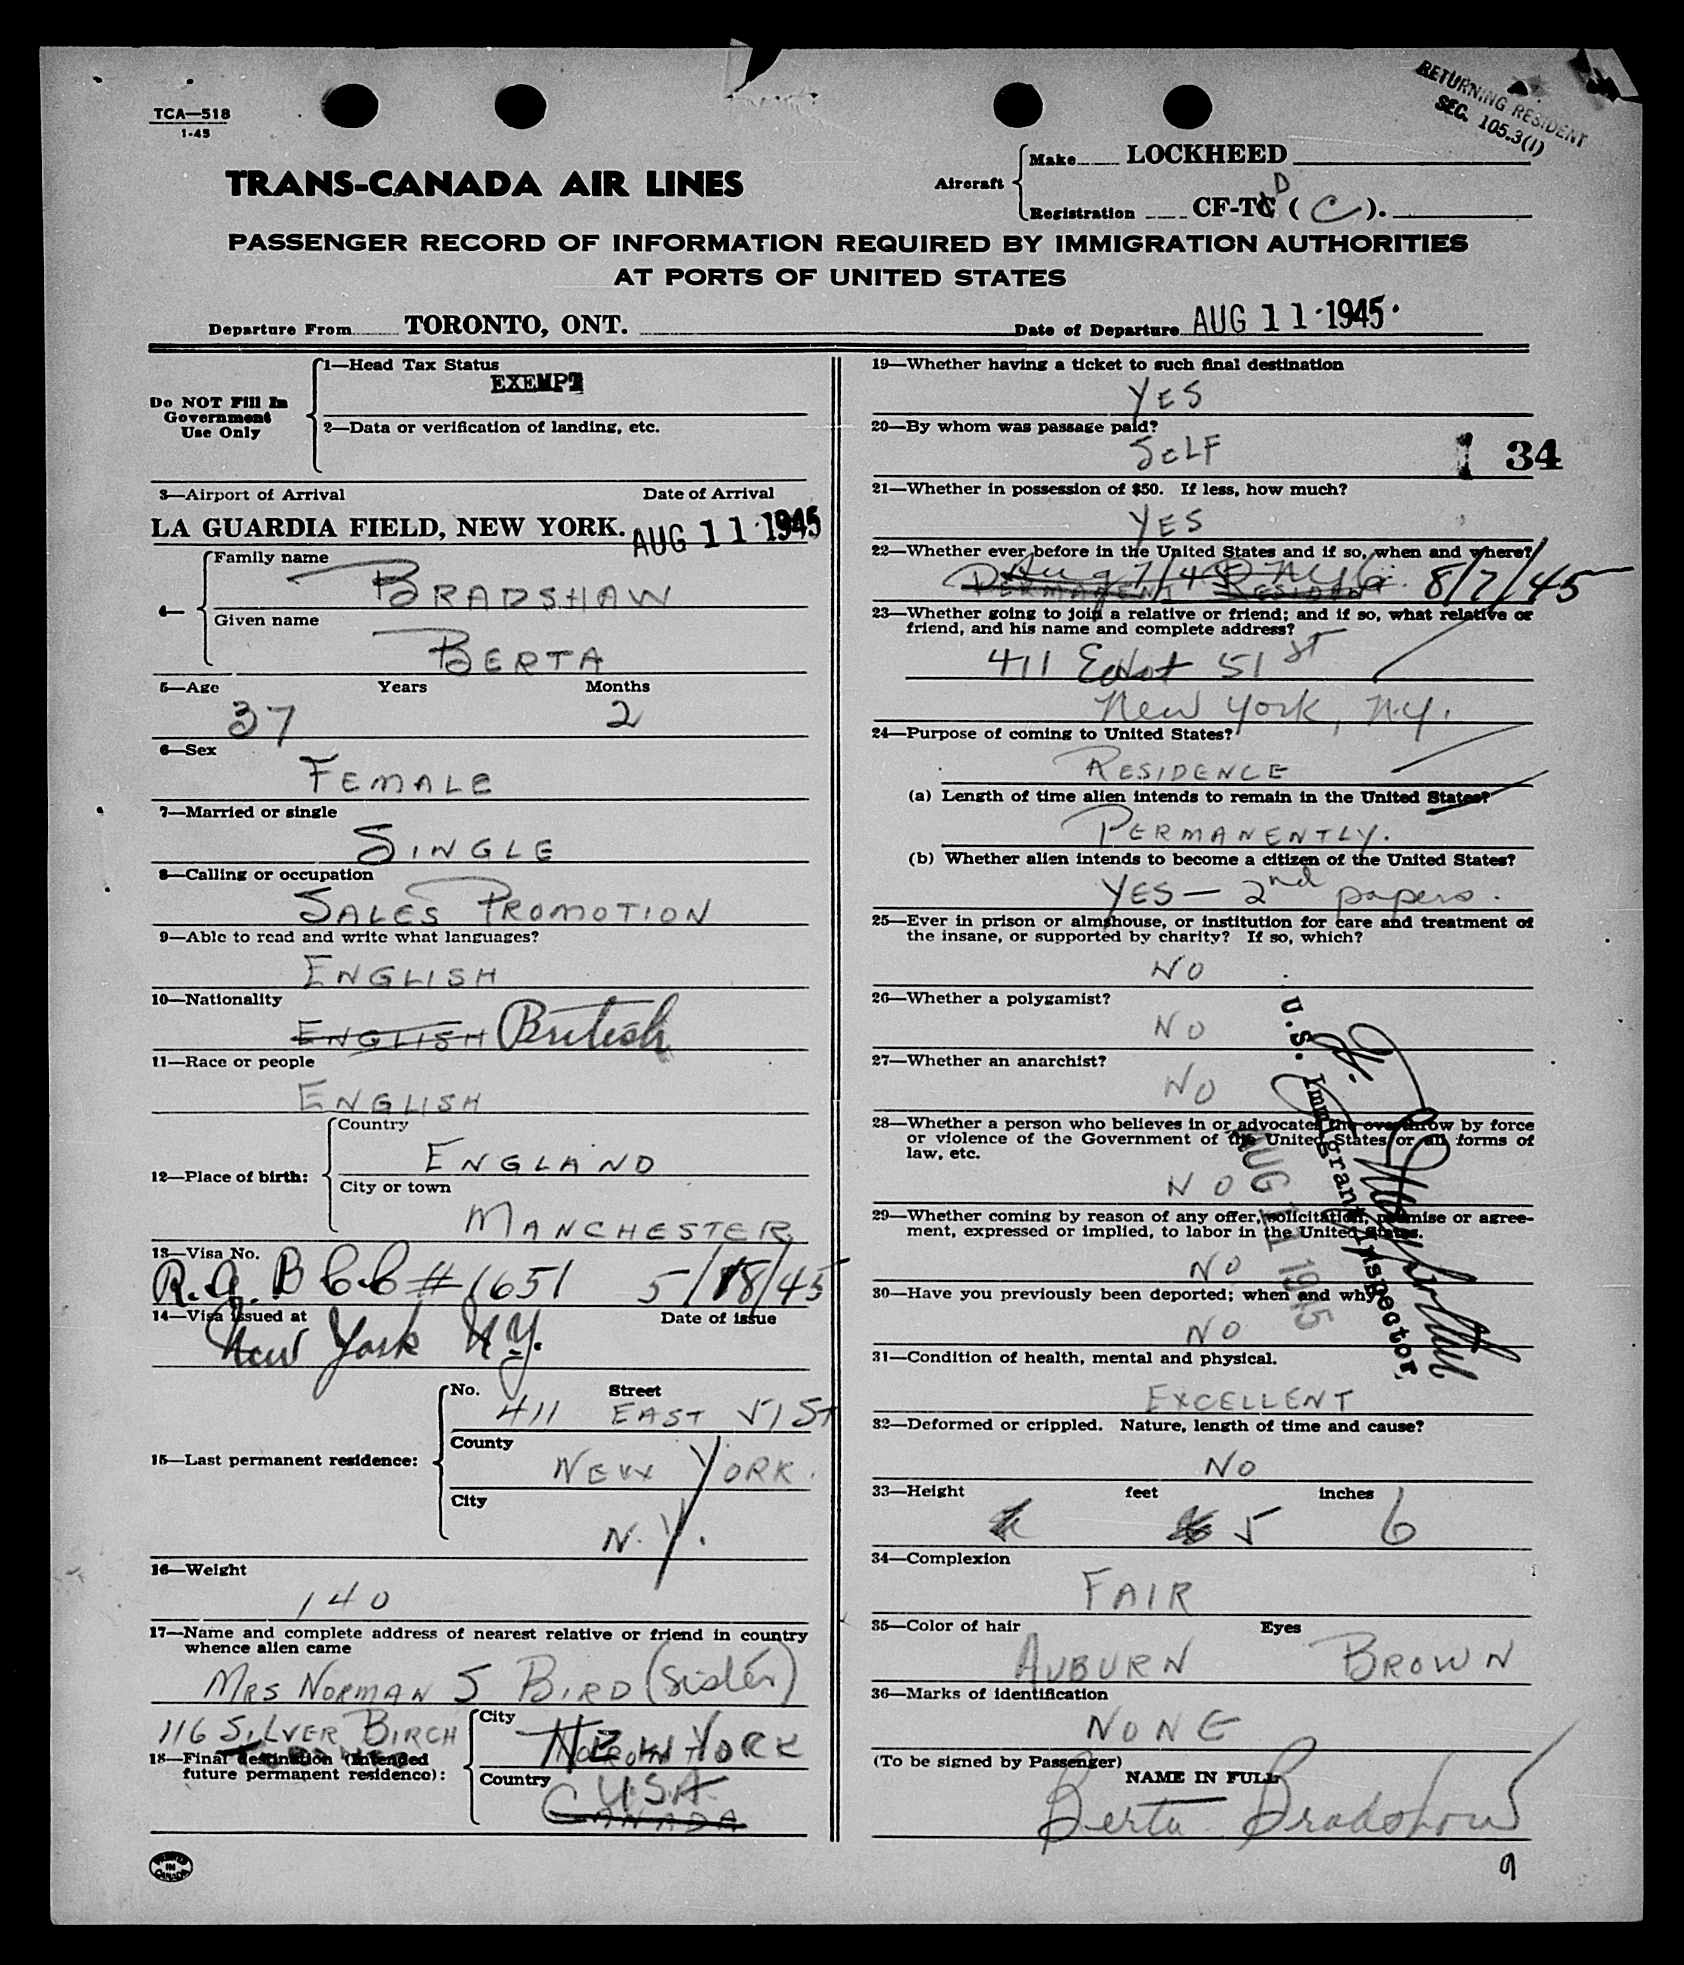 RETURNING RESIDENT
SEC. 105.3(1)
TCA—518
1-45
TRANS-CANADA AIR LINES
Aircraft
Make LOCKHEED
Registration CF-TC D ( C ).
PASSENGER RECORD OF INFORMATION REQUIRED BY IMMIGRATION AUTHORITIES
AT PORTS OF UNITED STATES
Departure From TORONTO, ONT. Date of Departure AUG 11 1945
Do NOT Fill In
Government
Use Only
1—Head Tax Status
EXEMPT
2—Data or verification of landing, etc.
3—Airport of Arrival Date of Arrival
LA GUARDIA FIELD, NEW YORK. AUG 11 1945
4—
Family name
BRADSHAW
Given name
BERTA
5—Age Years Months
37 2
6—Sex
FEMALE
7—Married or single
SINGLE
8—Calling or occupation
SALES PROMOTION
9—Able to read and write what languages?
ENGLISH
10—Nationality
ENGLISH British
11—Race or people
ENGLISH
12—Place of birth:
Country
ENGLAND
City or town
MANCHESTER
13—Visa No.
R.A. B C.C # 1651 5/18/45
14—Visa issued at Date of issue
New York N.Y.
15—Last permanent residence:
No. Street
411 EAST 51 St
County
NEW YORK.
City
N.Y.
16—Weight
140
17—Name and complete address of nearest relative or friend in country
whence alien came
MRS NORMAN S BIRD (sister)
116 SILVER BIRCH
18—Final destination (Intended
future permanent residence):
City
NEW YORK
Country
USA
CANADA
PRINTED
IN
CANADA
19—Whether having a ticket to such final destination
YES
20—By whom was passage paid?
SELF
1 34
21—Whether in possession of $50. If less, how much?
YES
22—Whether ever before in the United States and if so, when and where?
PERMANENT RESIDENT 8/7/45
23—Whether going to join a relative or friend; and if so, what relative or
friend, and his name and complete address?
411 East 51 st
New York, N.Y.
24—Purpose of coming to United States?
RESIDENCE
(a) Length of time alien intends to remain in the United States?
PERMANENTLY.
(b) Whether alien intends to become a citizen of the United States?
YES — 2nd papers.
25—Ever in prison or almshouse, or institution for care and treatment of
the insane, or supported by charity? If so, which?
NO
26—Whether a polygamist?
NO
27—Whether an anarchist?
NO
28—Whether a person who believes in or advocates the overthrow by force
or violence of the Government of the United States or all forms of
law, etc.
NO
29—Whether coming by reason of any offer, solicitation, promise or agree-
ment, expressed or implied, to labor in the United States.
NO
30—Have you previously been deported; when and why?
NO
U.S. Immigrant Inspector
AUG 11 1945
31—Condition of health, mental and physical.
EXCELLENT
32—Deformed or crippled. Nature, length of time and cause?
NO
33—Height feet inches
5 6
34—Complexion
FAIR
35—Color of hair Eyes
AUBURN BROWN
36—Marks of identification
NONE
(To be signed by Passenger)
NAME IN FULL
Berta Bradshaw
9